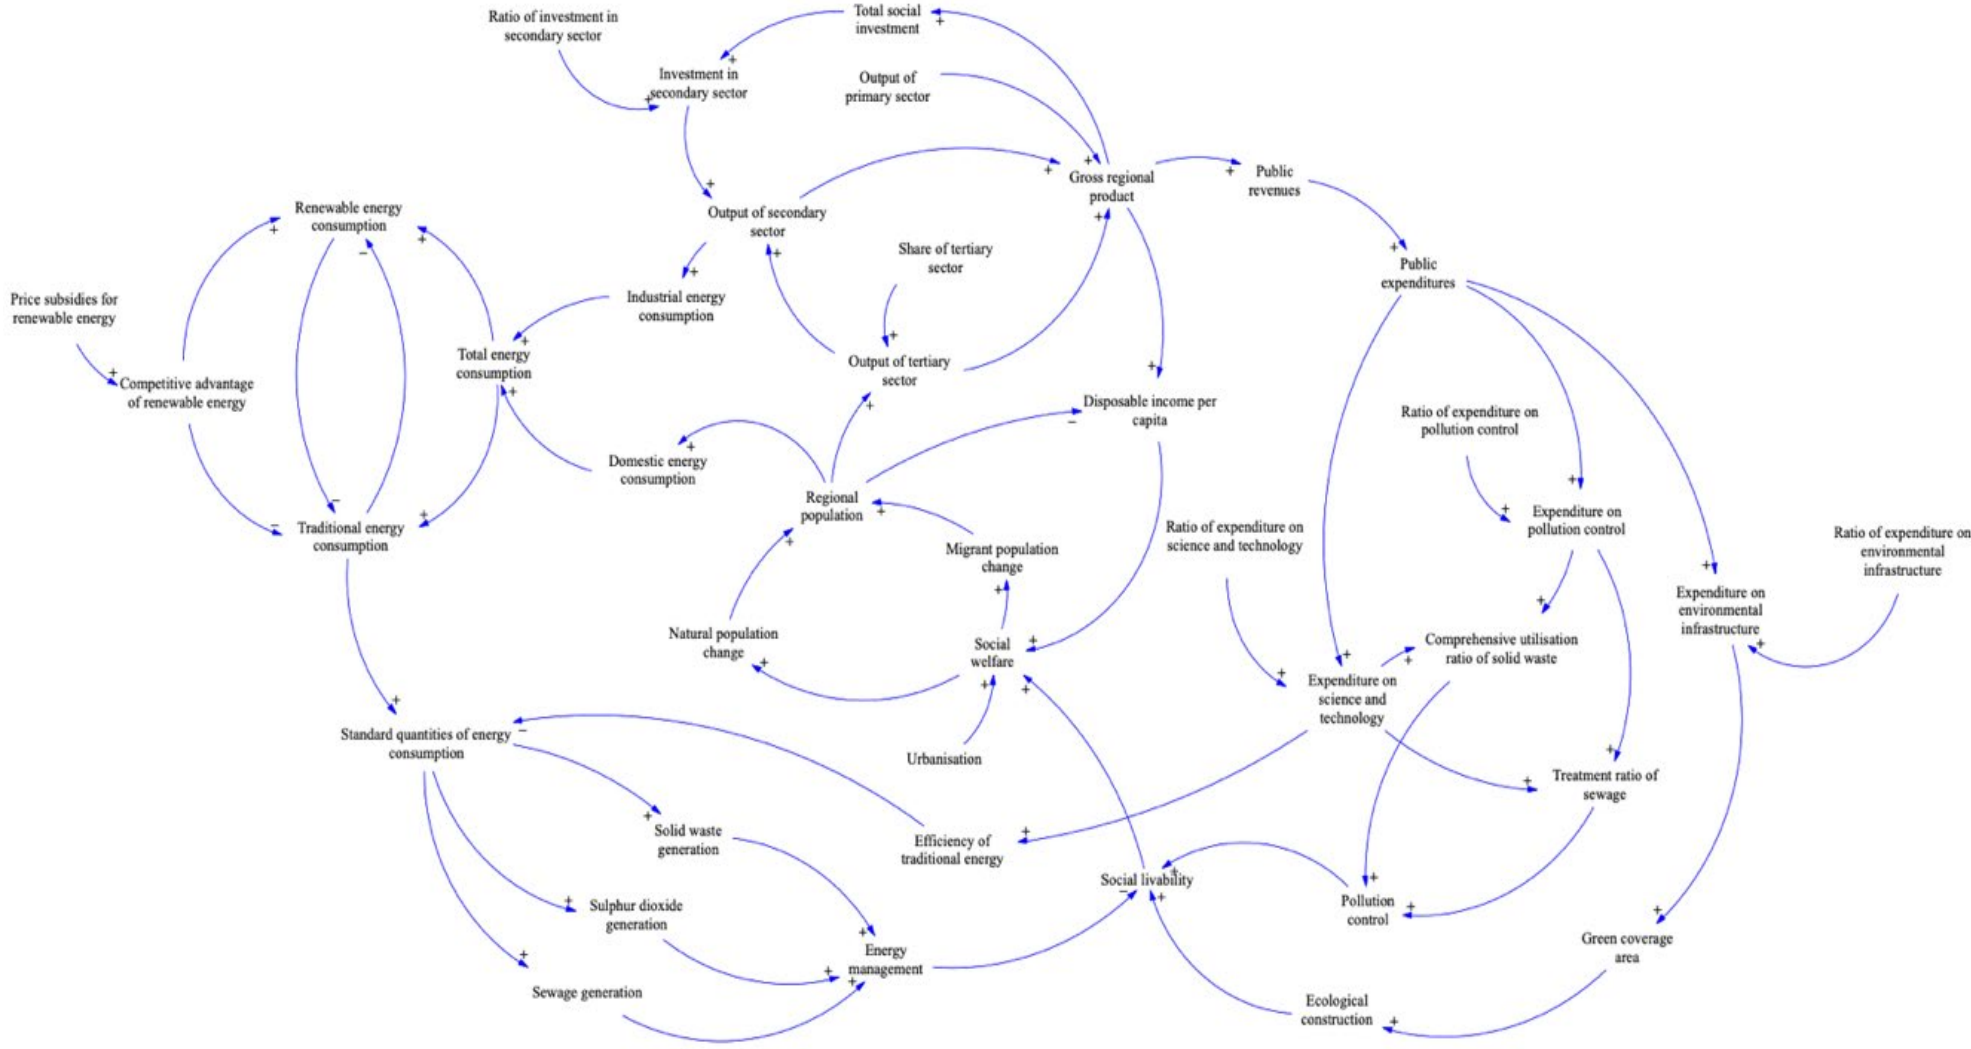 Ratio of investment in
secondary sector
Total social
investment
Investment in
secondary sector
Output of
primary sector
Gross regional
product
Public
revenues
Renewable energy
consumption
Output of secondary
sector
Share of tertiary
sector
Public
expenditures
Price subsidies for
renewable energy
Industrial energy
consumption
Total energy
consumption
Output of tertiary
sector
Competitive advantage
of renewable energy
Disposable income per
capita
Ratio of expenditure on
pollution control
Domestic energy
consumption
Regional
population
Traditional energy
consumption
Migrant population
change
Ratio of expenditure on
science and technology
Expenditure on
pollution control
Ratio of expenditure on
environmental
infrastructure
Expenditure on
environmental
infrastructure
Natural population
change
Social
welfare
Comprehensive utilisation
ratio of solid waste
Expenditure on
science and
technology
Standard quantities of energy
consumption
Urbanisation
Treatment ratio of
sewage
Solid waste
generation
Efficiency of
traditional energy
Social livability
Sulphur dioxide
generation
Pollution
control
Energy
management
Green coverage
area
Sewage generation
Ecological
construction